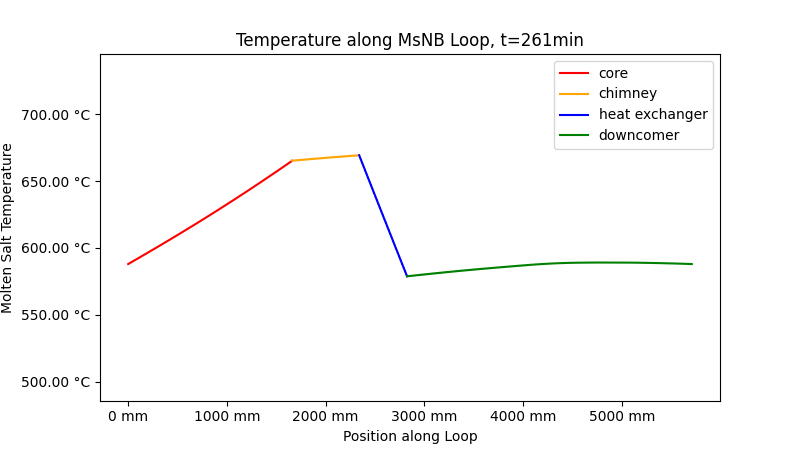 Temperature along MsNB Loop, t=261min
core
chimney
heat exchanger
downcomer
700.00 °C
650.00 °C
600.00 °C
550.00 °C
500.00 °C
Molten Salt Temperature
0 mm
1000 mm
2000 mm
3000 mm
4000 mm
5000 mm
Position along Loop